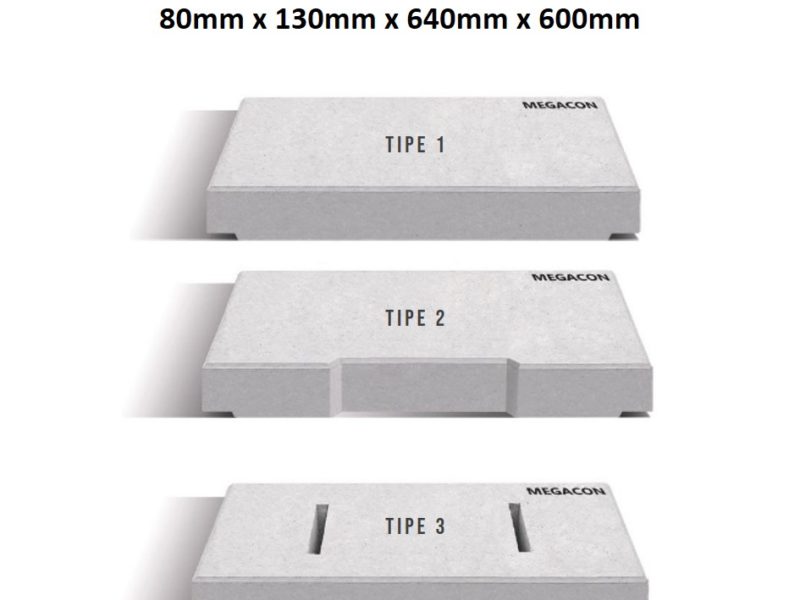 80mm x 130mm x 640mm x 600mm
MEGACON
TIPE 1
MEGACON
TIPE 2
MEGACON
TIPE 3